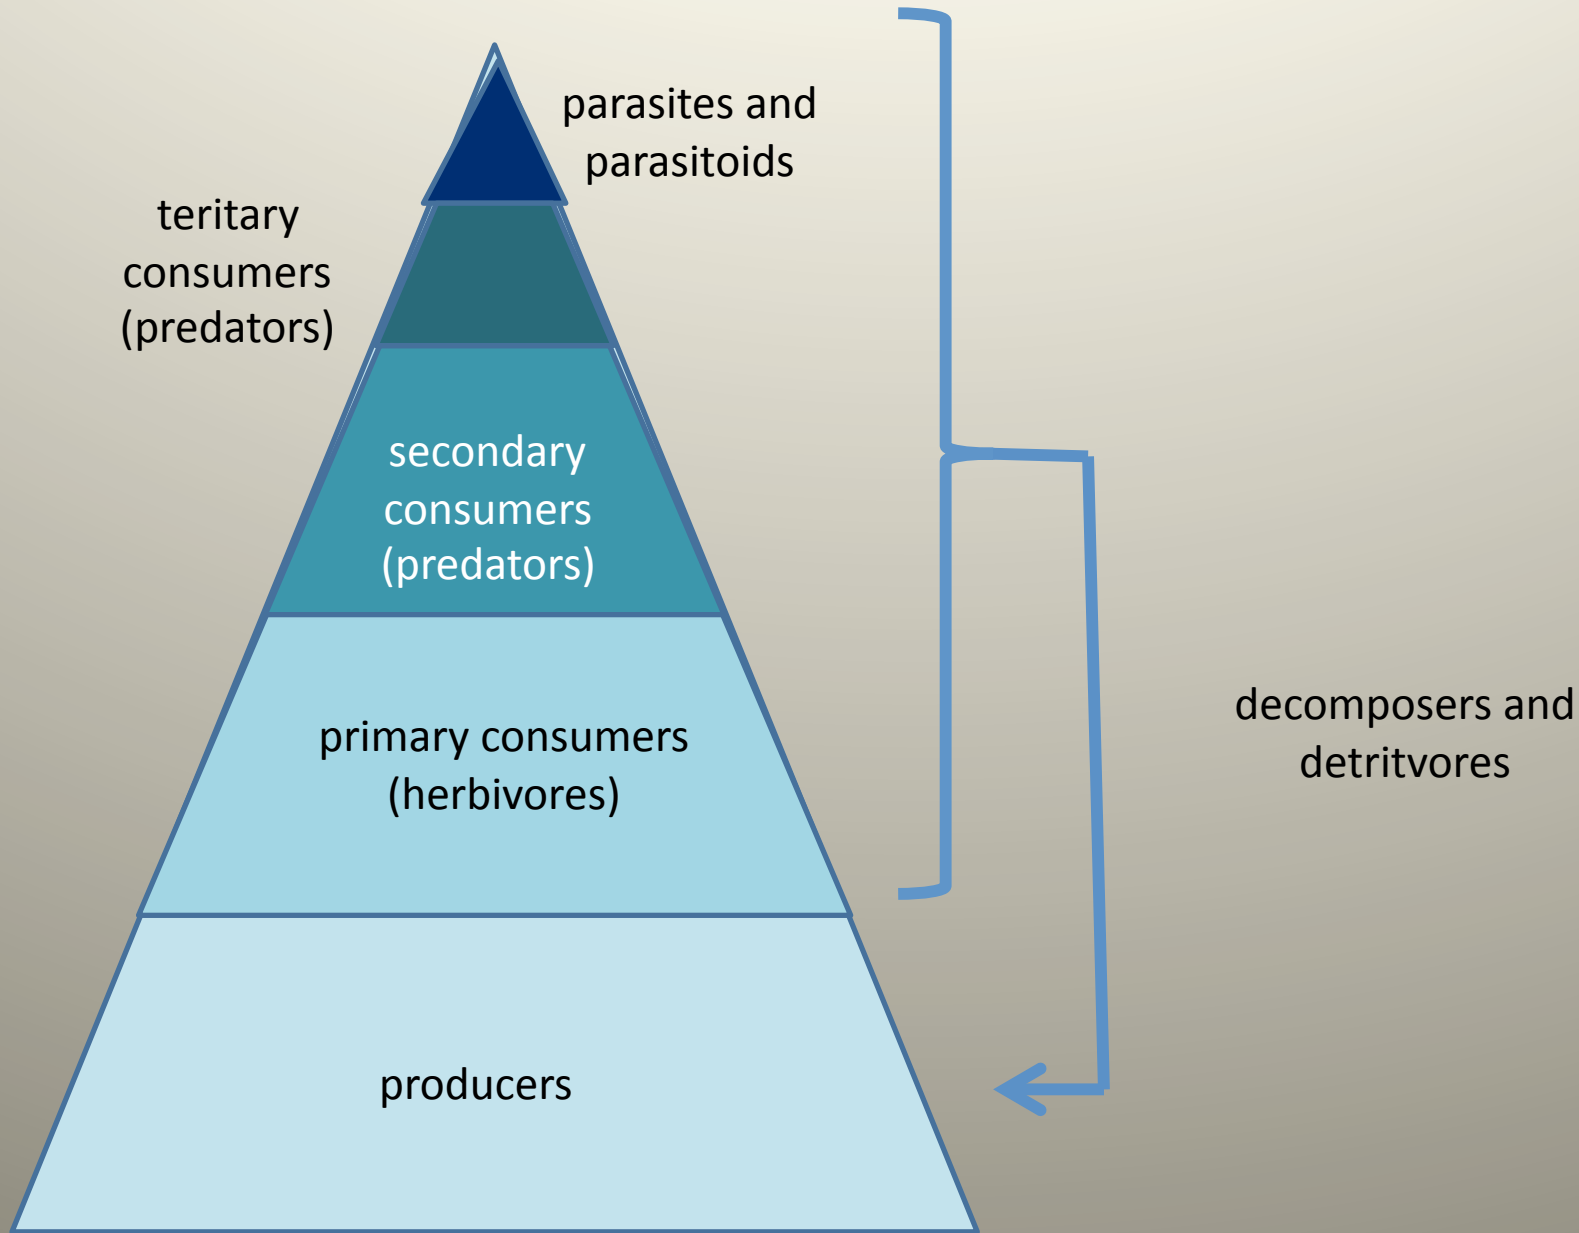 parasites and
parasitoids
teritary
consumers
(predators)
secondary
consumers
(predators)
primary consumers
(herbivores)
decomposers and
detritvores
producers